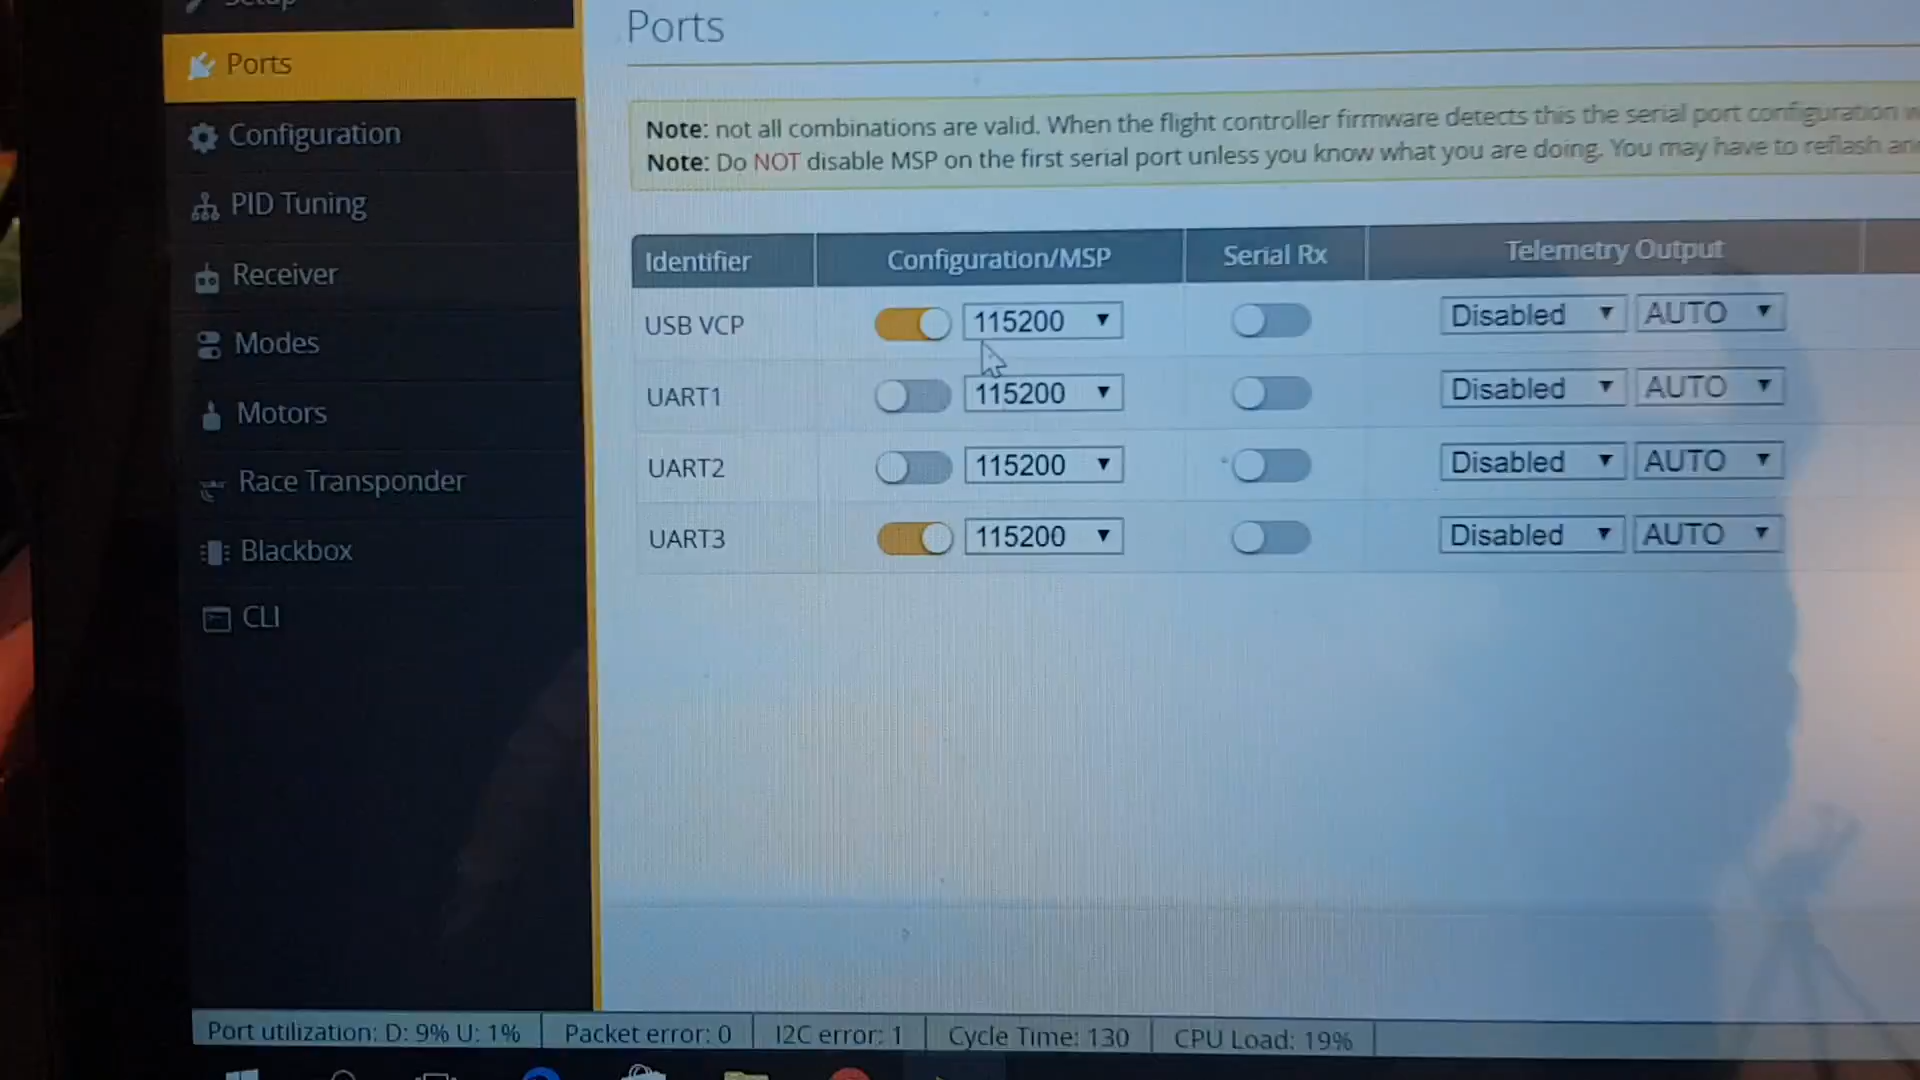 Setup
Ports
Configuration
PID Tuning
Receiver
Modes
Motors
Race Transponder
Blackbox
CLI
Ports
Note: not all combinations are valid. When the flight controller firmware detects this the serial port configuration
Note: Do NOT disable MSP on the first serial port unless you know what you are doing. You may have to reflash
Identifier Configuration/MSP Serial Rx Telemetry Output
USB VCP 115200 Disabled AUTO
UART1 115200 Disabled AUTO
UART2 115200 Disabled AUTO
UART3 115200 Disabled AUTO
Port utilization: D: 9% U: 1% Packet error: 0 I2C error: 1 Cycle Time: 130 CPU Load: 19%